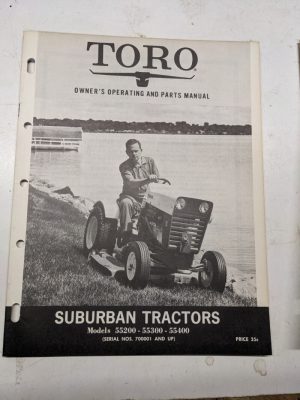 TORO
OWNER'S OPERATING AND PARTS MANUAL
SUBURBAN TRACTORS
Models 55200 - 55300 - 55400
(SERIAL NOS. 700001 AND UP)
PRICE 35¢